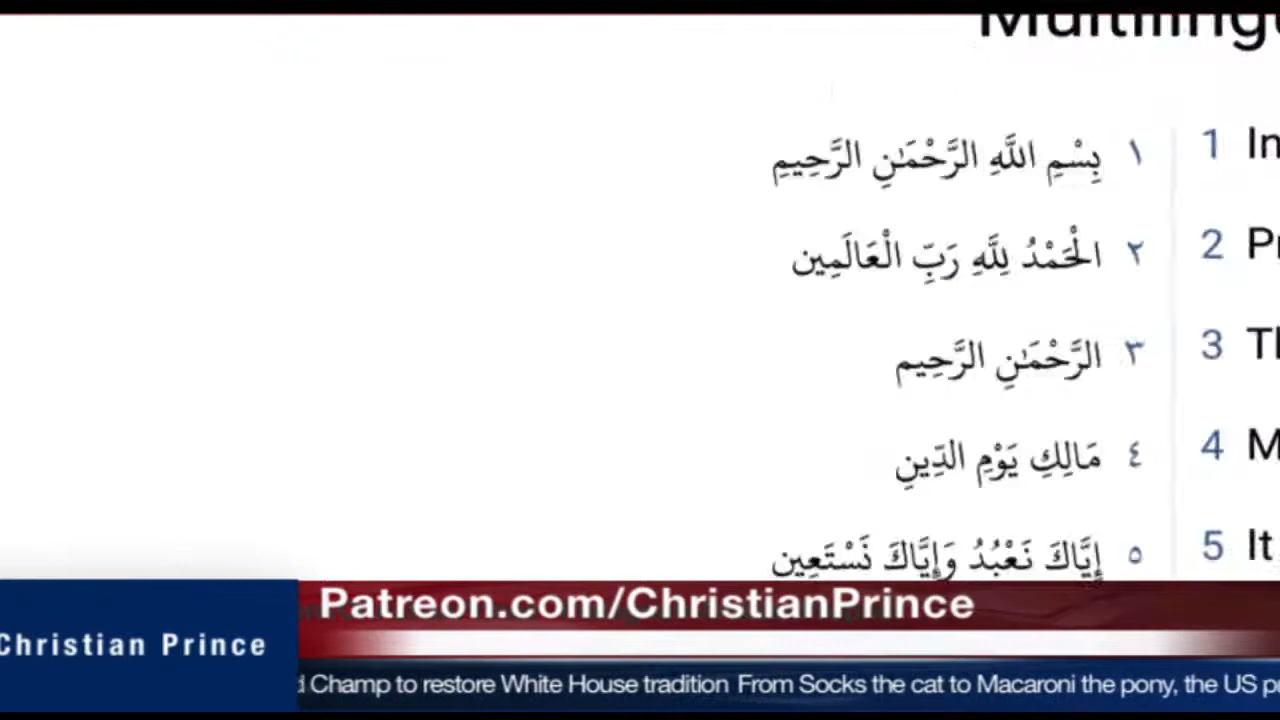 Multiling
١ بِسْمِ اللَّهِ الرَّحْمَٰنِ الرَّحِيمِ
1 In
٢ الْحَمْدُ لِلَّهِ رَبِّ الْعَالَمِين
2 Pr
٣ الرَّحْمَٰنِ الرَّحِيم
3 Th
٤ مَالِكِ يَوْمِ الدِّينِ
4 M
٥ إِيَّاكَ نَعْبُدُ وَإِيَّاكَ نَسْتَعِين
5 It
Patreon.com/ChristianPrince
Christian Prince
d Champ to restore White House tradition From Socks the cat to Macaroni the pony, the US p